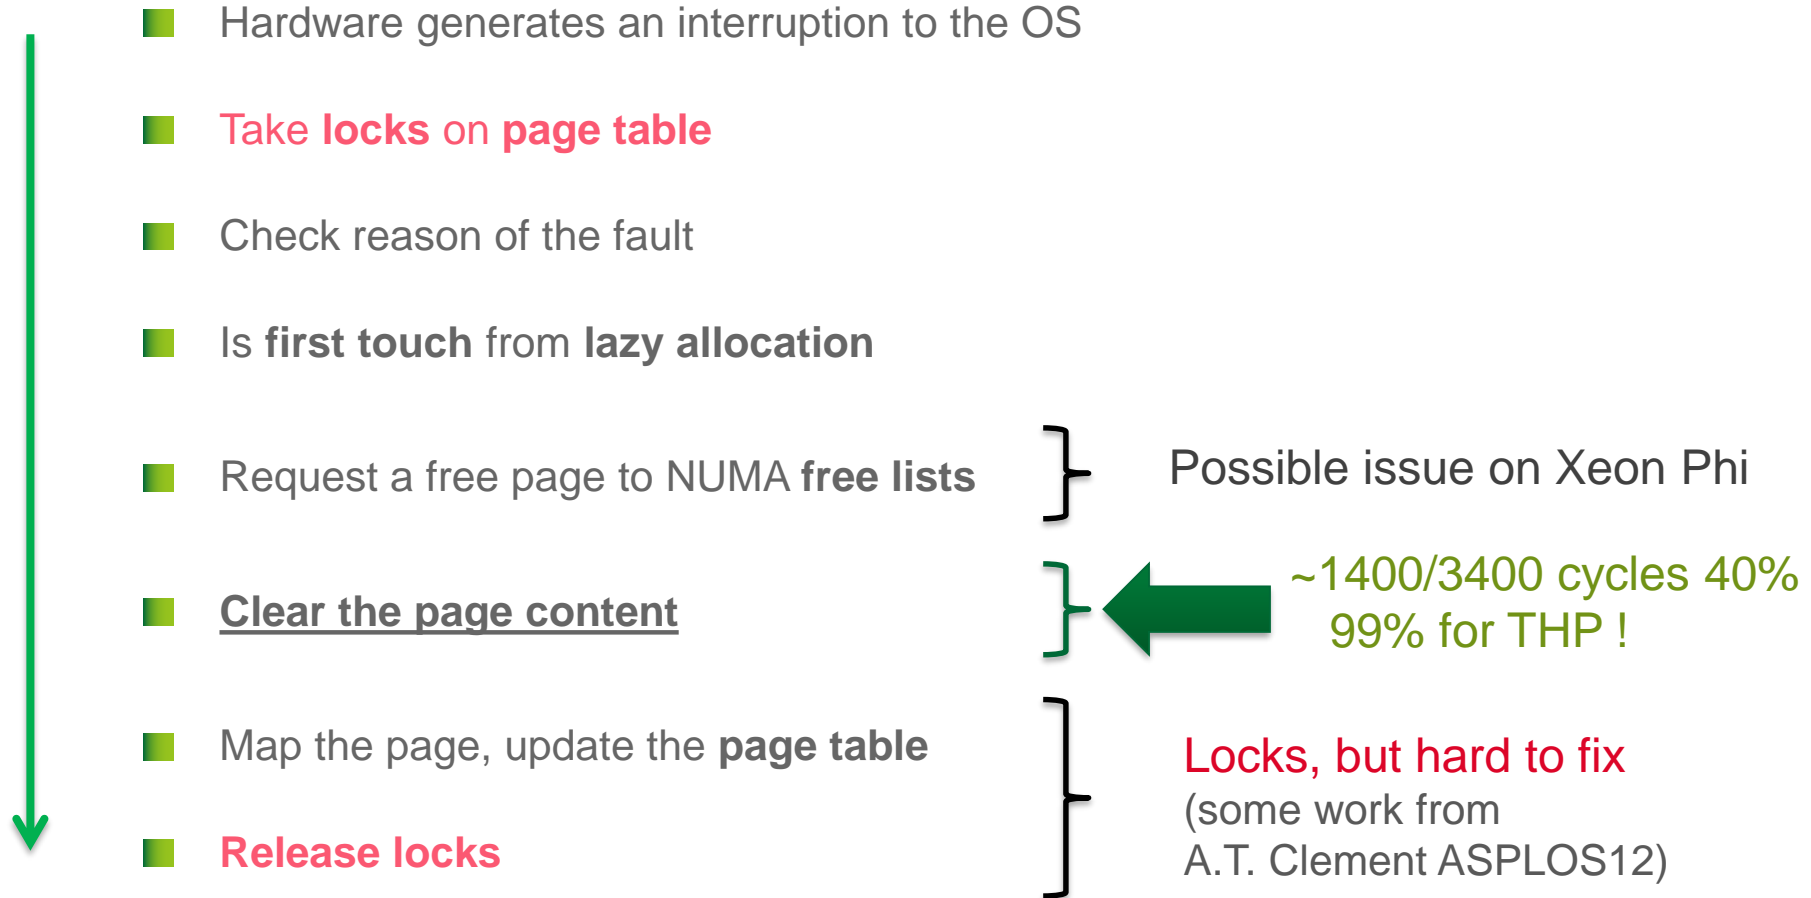 Hardware generates an interruption to the OS
Take locks on page table
Check reason of the fault
Is first touch from lazy allocation
Request a free page to NUMA free lists
Possible issue on Xeon Phi
Clear the page content
~1400/3400 cycles 40%
99% for THP !
Map the page, update the page table
Locks, but hard to fix
(some work from
A.T. Clement ASPLOS12)
Release locks